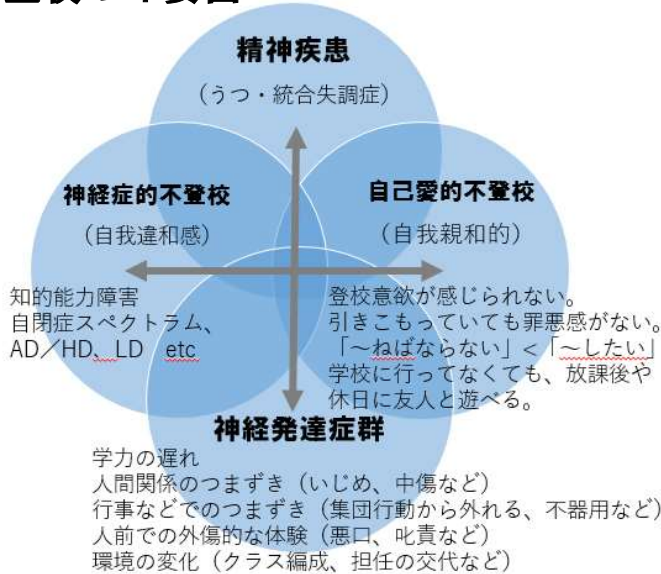 精神疾患
（うつ・統合失調症）
神経症的不登校
（自我違和感）
自己愛的不登校
（自我親和的）
知的能力障害
自閉症スペクトラム、
AD／HD、LD　etc
登校意欲が感じられない。
引きこもっていても罪悪感がない。
「～ねばならない」＜「～したい」
学校に行ってなくても、放課後や
休日に友人と遊べる。
神経発達症群
学力の遅れ
人間関係のつまずき（いじめ、中傷など）
行事などでのつまずき（集団行動から外れる、不器用など）
人前での外傷的な体験（悪口、叱責など）
環境の変化（クラス編成、担任の交代など）